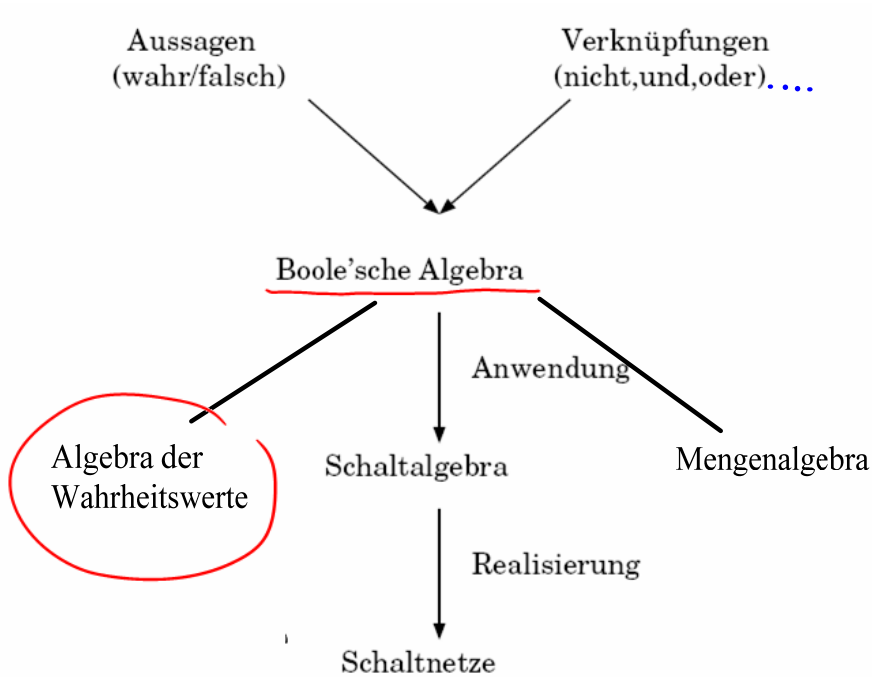 Aussagen
(wahr/falsch)
Verknüpfungen
(nicht,und,oder)....
Boole'sche Algebra
Anwendung
Algebra der
Wahrheitswerte
Schaltalgebra
Mengenalgebra
Realisierung
Schaltnetze